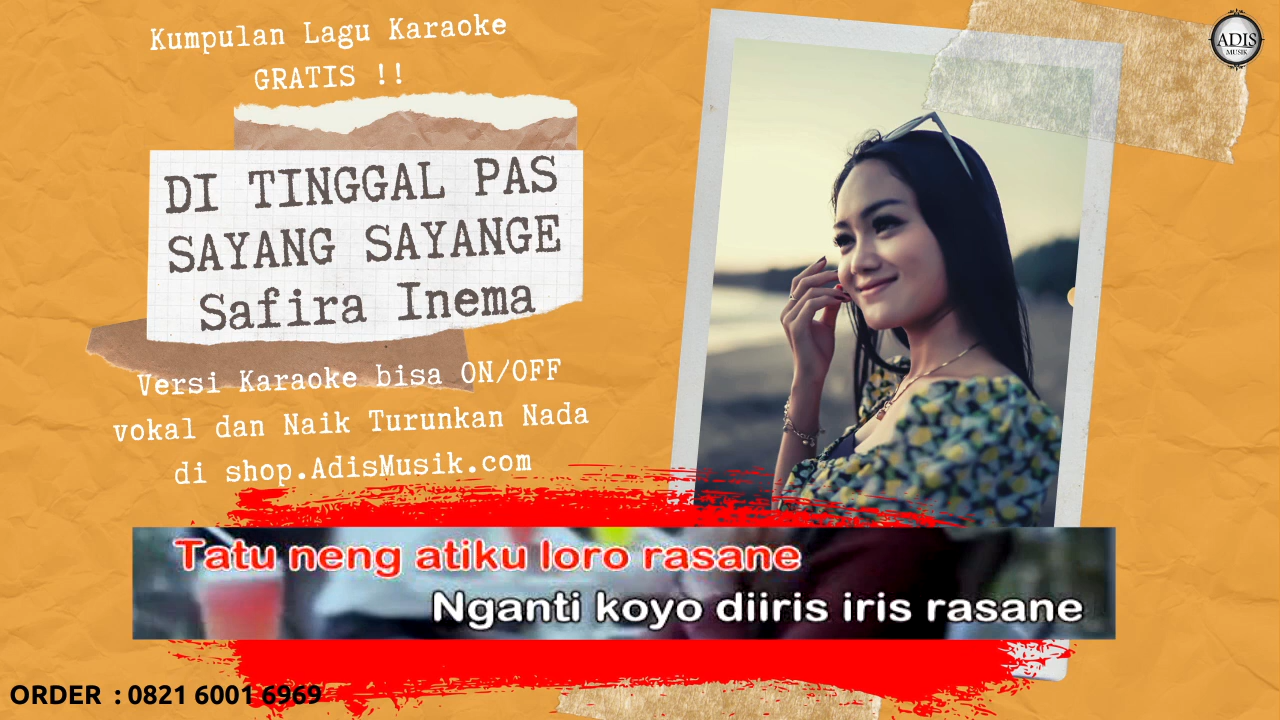 Kumpulan Lagu Karaoke
GRATIS !!
DI TINGGAL PAS
SAYANG SAYANGE
Safira Inema
Versi Karaoke bisa ON/OFF
vokal dan Naik Turunkan Nada
di shop.AdisMusik.com
ADIS
MUSIK
Tatu neng atiku loro rasane
Nganti koyo diiris iris rasane
ORDER : 0821 6001 6969